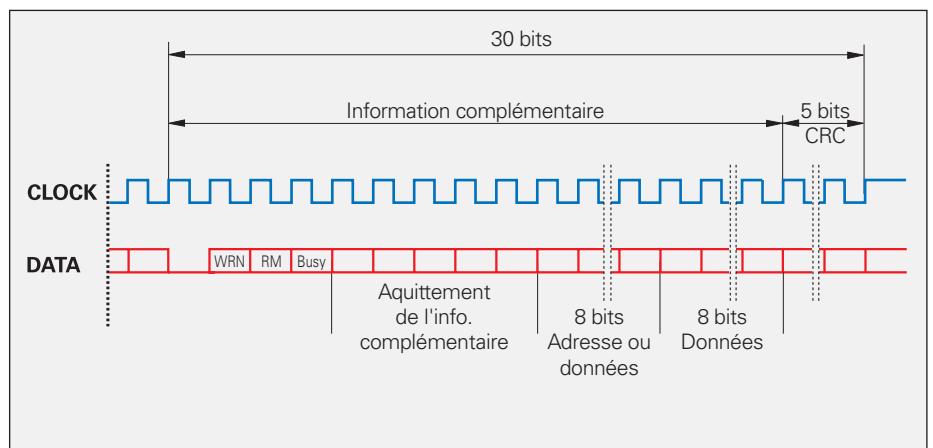 30 bits
Information complémentaire
5 bits
CRC
CLOCK
DATA
WRN RM Busy
Aquittement
de l'info.
complémentaire
8 bits
Adresse ou
données
8 bits
Données